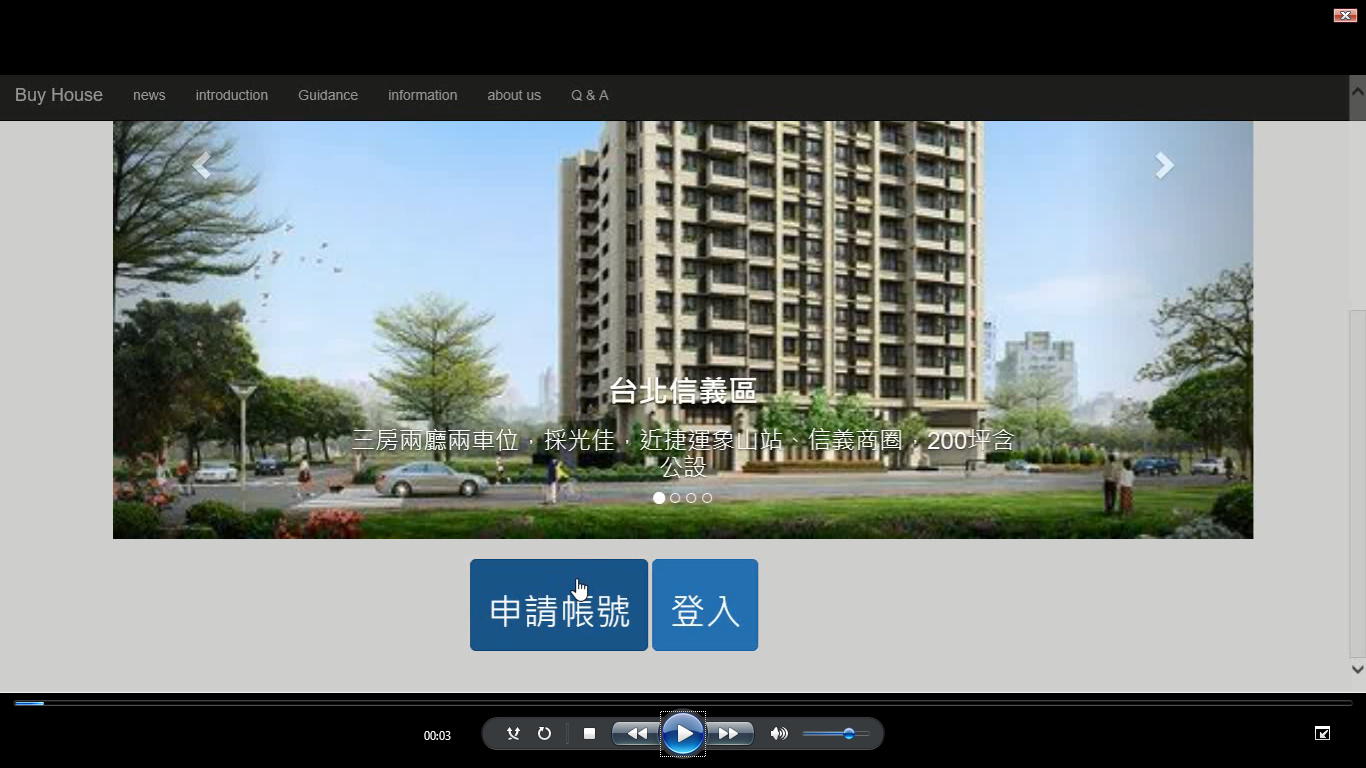 Buy House news introduction Guidance information about us Q & A
台北信義區
三房兩廳兩車位，採光佳，近捷運象山站、信義商圈，200坪含
公設
申請帳號 登入
00:03